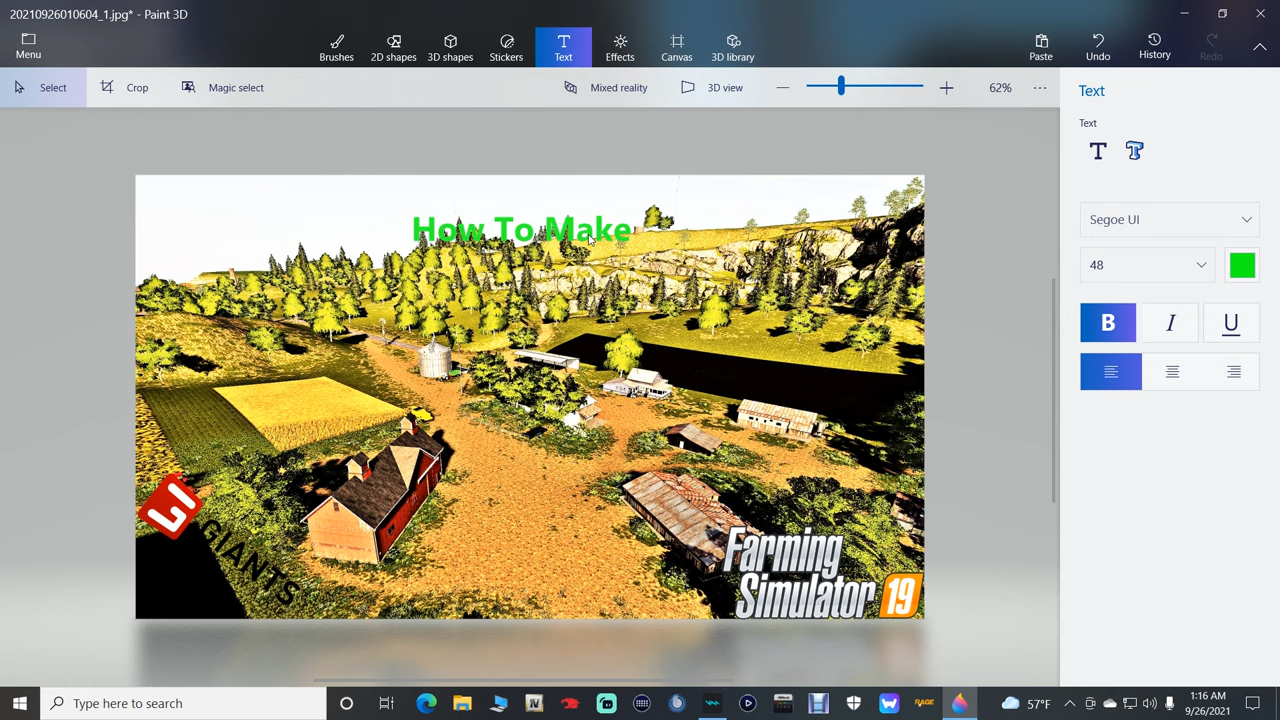 20210926010604_1.jpg* - Paint 3D
Menu
Brushes
2D shapes
3D shapes
Stickers
Text
Effects
Canvas
3D library
Paste
Undo
History
Redo
Select
Crop
Magic select
Mixed reality
3D view
62%
Text
Text
Segoe UI
48
B I U
How To Make
GIANTS
Farming
Simulator 19
Type here to search
RAGE
57°F
1:16 AM
9/26/2021